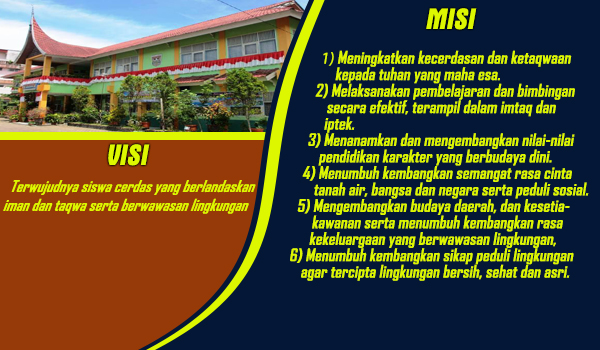 VISI
Terwujudnya siswa cerdas yang berlandaskan
iman dan taqwa serta berwawasan lingkungan
MISI
1) Meningkatkan kecerdasan dan ketaqwaan
kepada tuhan yang maha esa.
2) Melaksanakan pembelajaran dan bimbingan
secara efektif, terampil dalam imtaq dan
iptek.
3) Menanamkan dan mengembangkan nilai-nilai
pendidikan karakter yang berbudaya dini.
4) Menumbuh kembangkan semangat rasa cinta
tanah air, bangsa dan negara serta peduli sosial.
5) Mengembangkan budaya daerah, dan kesetia-
kawanan serta menumbuh kembangkan rasa
kekeluargaan yang berwawasan lingkungan,
6) Menumbuh kembangkan sikap peduli lingkungan
agar tercipta lingkungan bersih, sehat dan asri.